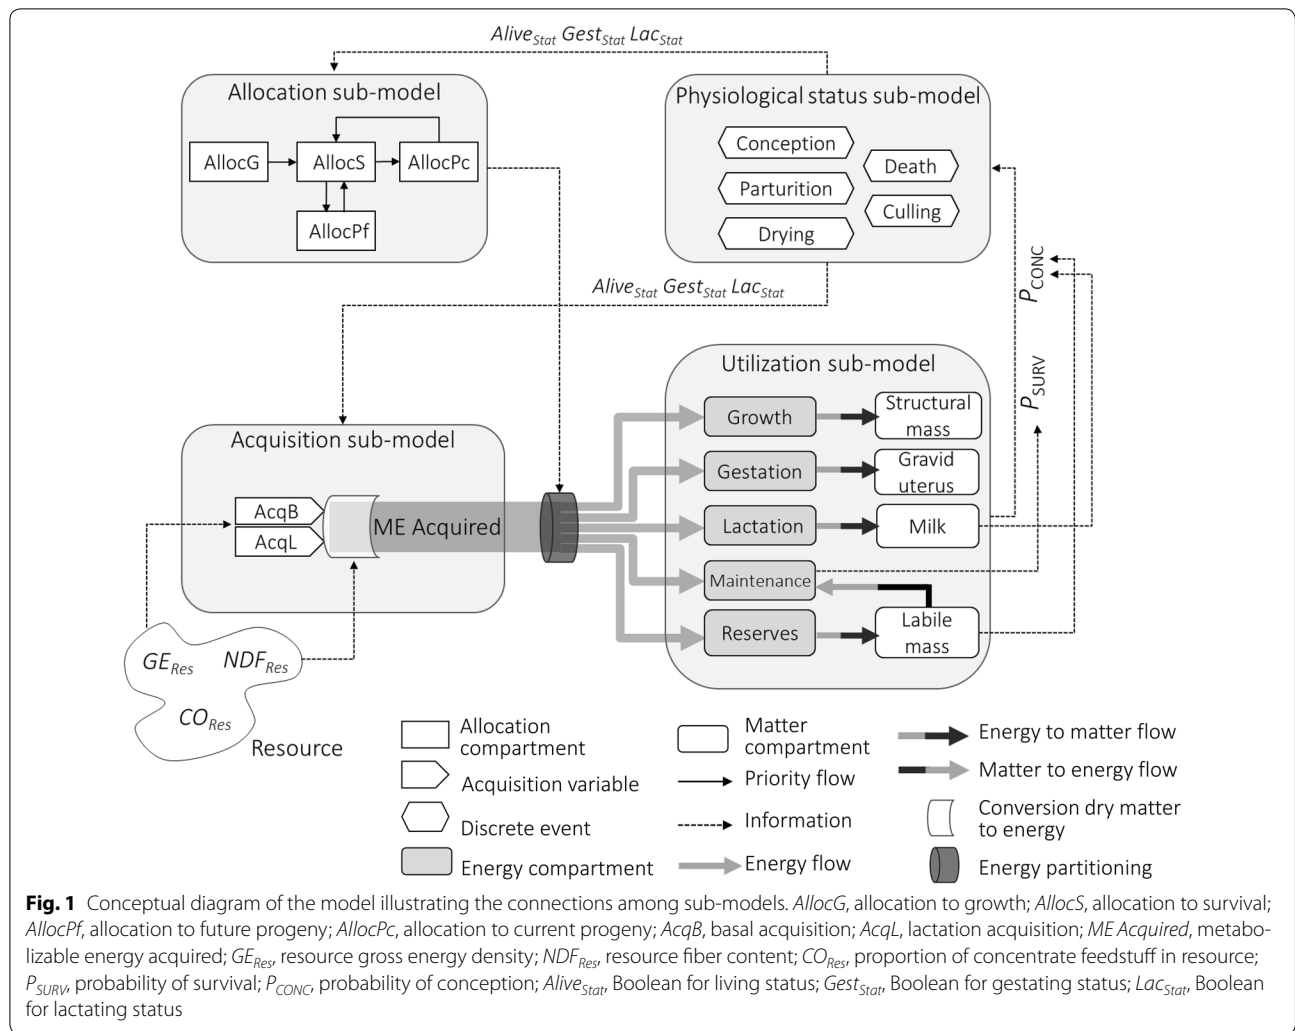 Alive_Stat Gest_Stat Lac_Stat
Allocation sub-model
AllocG
AllocS
AllocPc
AllocPf
Physiological status sub-model
Conception
Death
Parturition
Culling
Drying
Alive_Stat Gest_Stat Lac_Stat
P_CONC
P_SURV
Utilization sub-model
Growth
Structural
mass
Gestation
Gravid
uterus
Lactation
Milk
Maintenance
Reserves
Labile
mass
Acquisition sub-model
AcqB
AcqL
ME Acquired
GE_Res
NDF_Res
CO_Res
Resource
Allocation
compartment
Acquisition variable
Discrete event
Energy compartment
Matter
compartment
Priority flow
Information
Energy flow
Energy to matter flow
Matter to energy flow
Conversion dry matter
to energy
Energy partitioning
Fig. 1 Conceptual diagram of the model illustrating the connections among sub-models. AllocG, allocation to growth; AllocS, allocation to survival;
AllocPf, allocation to future progeny; AllocPc, allocation to current progeny; AcqB, basal acquisition; AcqL, lactation acquisition; ME Acquired, metabo-
lizable energy acquired; GE_Res, resource gross energy density; NDF_Res, resource fiber content; CO_Res, proportion of concentrate feedstuff in resource;
P_SURV, probability of survival; P_CONC, probability of conception; Alive_Stat, Boolean for living status; Gest_Stat, Boolean for gestating status; Lac_Stat, Boolean
for lactating status